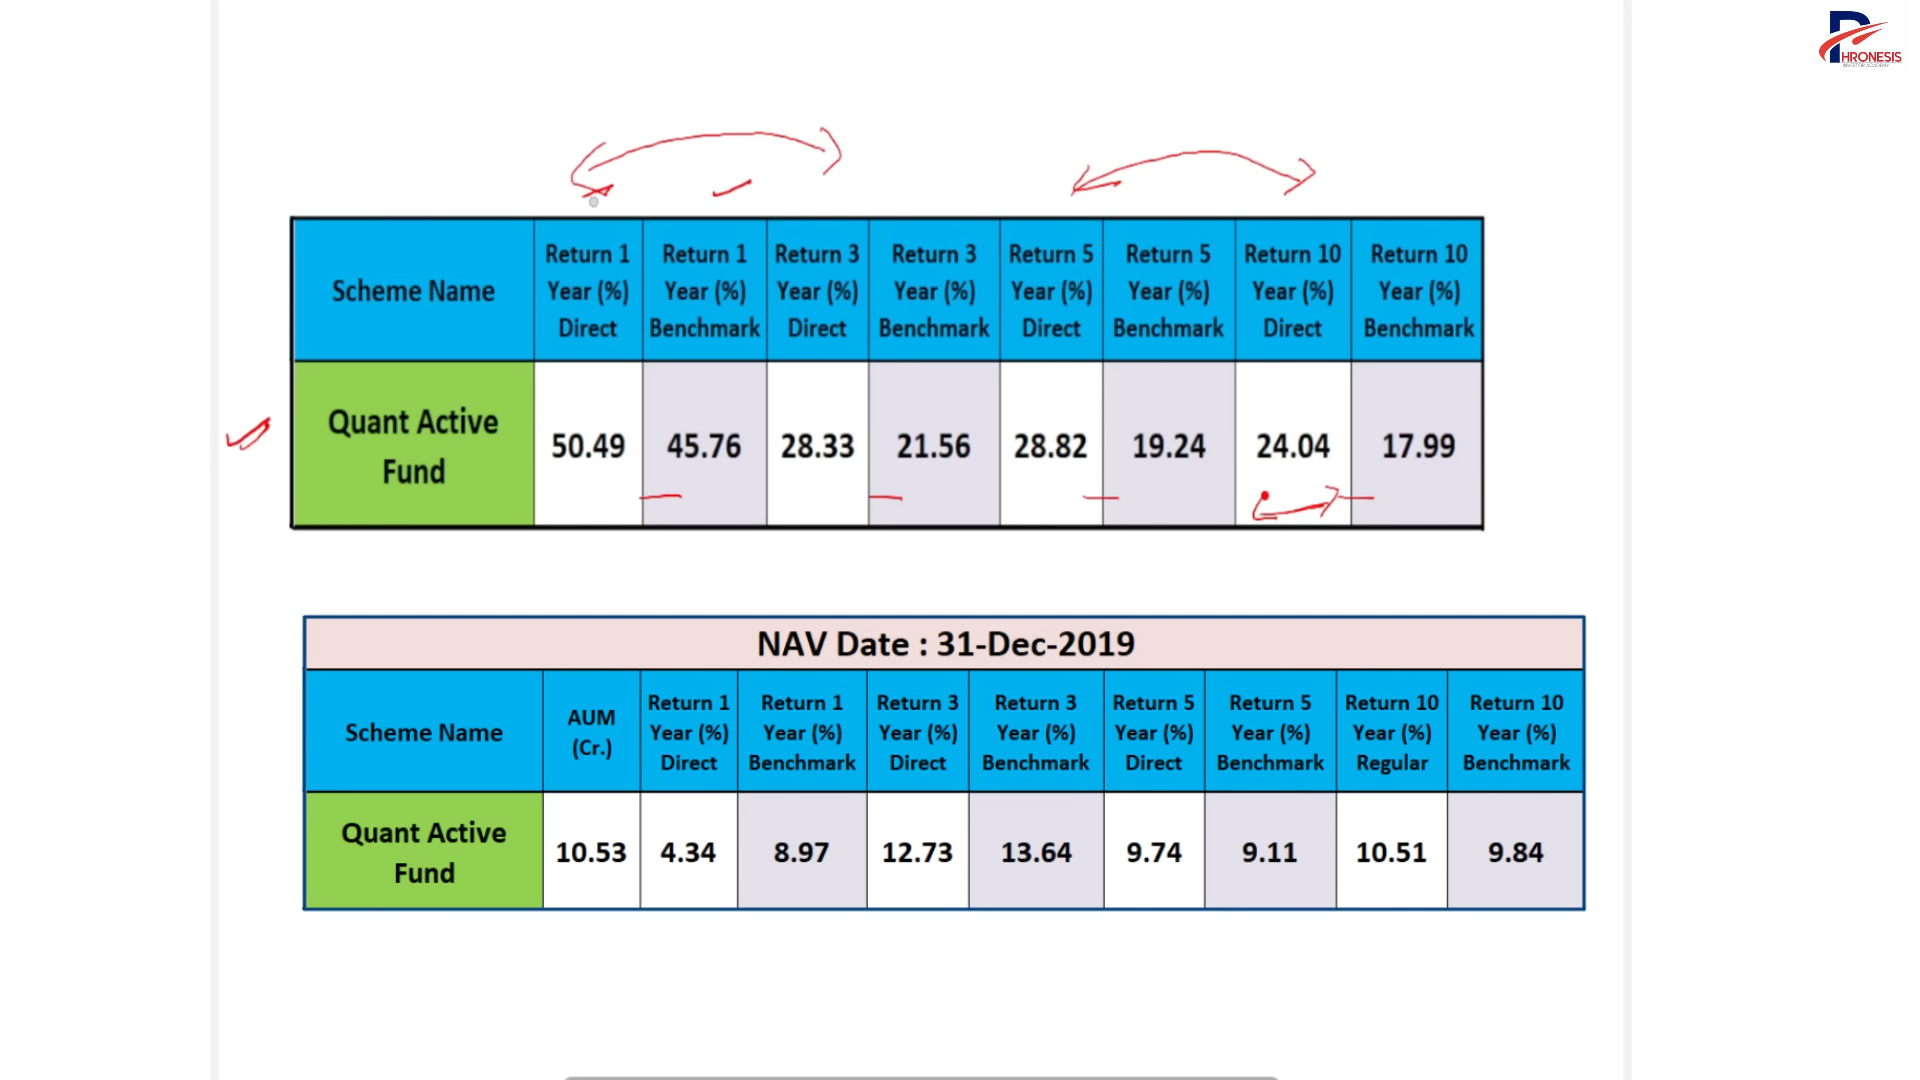 HRONESIS
INVESTOR ACADEMY
Scheme Name
Return 1
Year (%)
Direct
Return 1
Year (%)
Benchmark
Return 3
Year (%)
Direct
Return 3
Year (%)
Benchmark
Return 5
Year (%)
Direct
Return 5
Year (%)
Benchmark
Return 10
Year (%)
Direct
Return 10
Year (%)
Benchmark
Quant Active
Fund
50.49
45.76
28.33
21.56
28.82
19.24
24.04
17.99
NAV Date : 31-Dec-2019
Scheme Name
AUM
(Cr.)
Return 1
Year (%)
Direct
Return 1
Year (%)
Benchmark
Return 3
Year (%)
Direct
Return 3
Year (%)
Benchmark
Return 5
Year (%)
Direct
Return 5
Year (%)
Benchmark
Return 10
Year (%)
Regular
Return 10
Year (%)
Benchmark
Quant Active
Fund
10.53
4.34
8.97
12.73
13.64
9.74
9.11
10.51
9.84